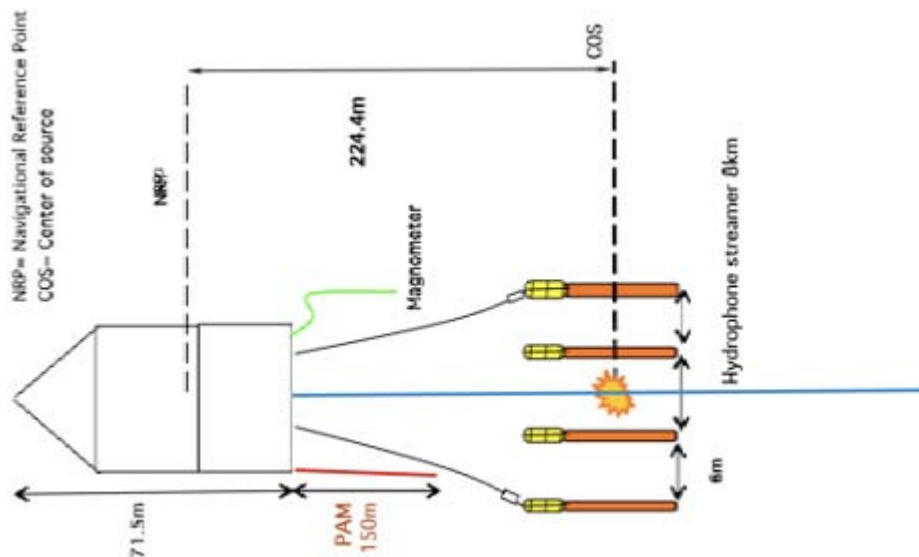 NRP= Navigational Reference Point
COS= Center of source
NRP
COS
224.4m
Magnometer
Hydrophone streamer 8km
71.5m
PAM
150m
6m